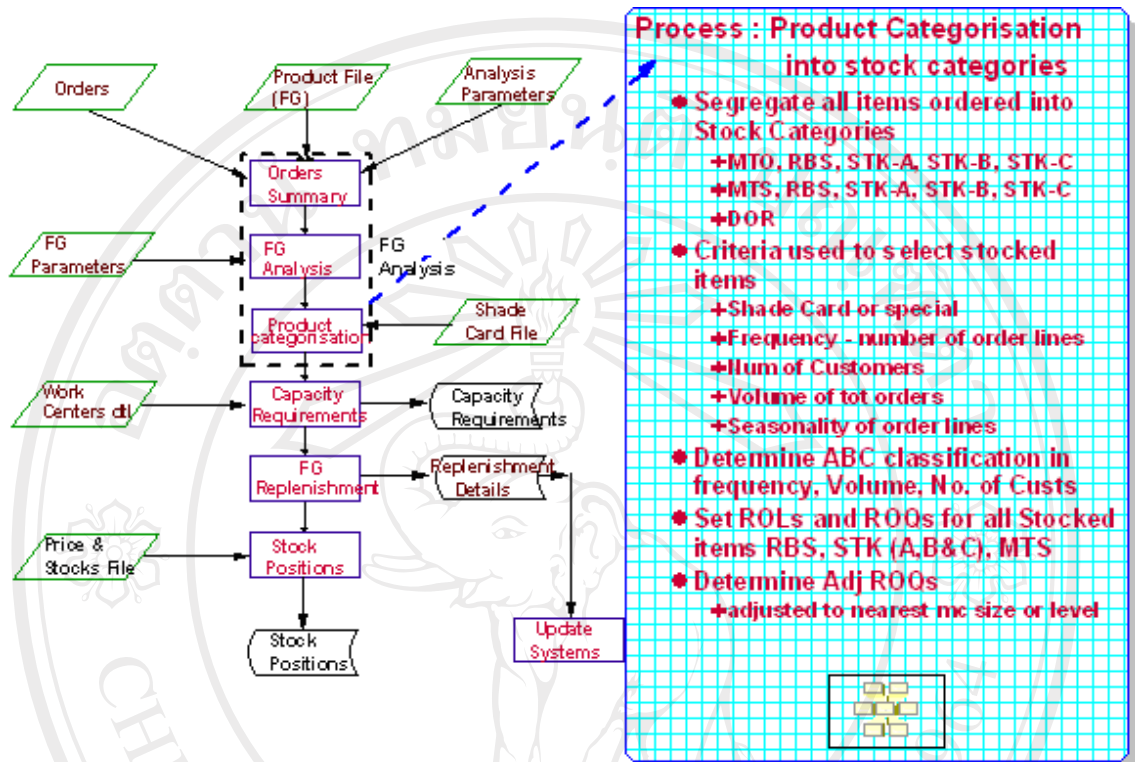 Orders
Product File
(FG)
Analysis
Parameters
Orders
Summary
FG
Parameters
FG
Analysis
FG
Analysis
Product
categorisation
Shade
Card File
Work
Centers dtl
Capacity
Requirements
Capacity
Requirements
FG
Replenishment
Replenishment
Details
Price &
Stocks File
Stock
Positions
Stock
Positions
Update
Systems
Process : Product Categorisation
into stock categories
Segregate all items ordered into
Stock Categories
+MTO, RBS, STK-A, STK-B, STK-C
+MTS, RBS, STK-A, STK-B, STK-C
+DOR
Criteria used to select stocked
items
+Shade Card or special
+Frequency - number of order lines
+Num of Customers
+Volume of tot orders
+Seasonality of order lines
Determine ABC classification in
frequency, Volume, No. of Custs
Set ROLs and ROQs for all Stocked
items RBS, STK (A,B&C), MTS
Determine Adj ROQs
+adjusted to nearest mc size or level